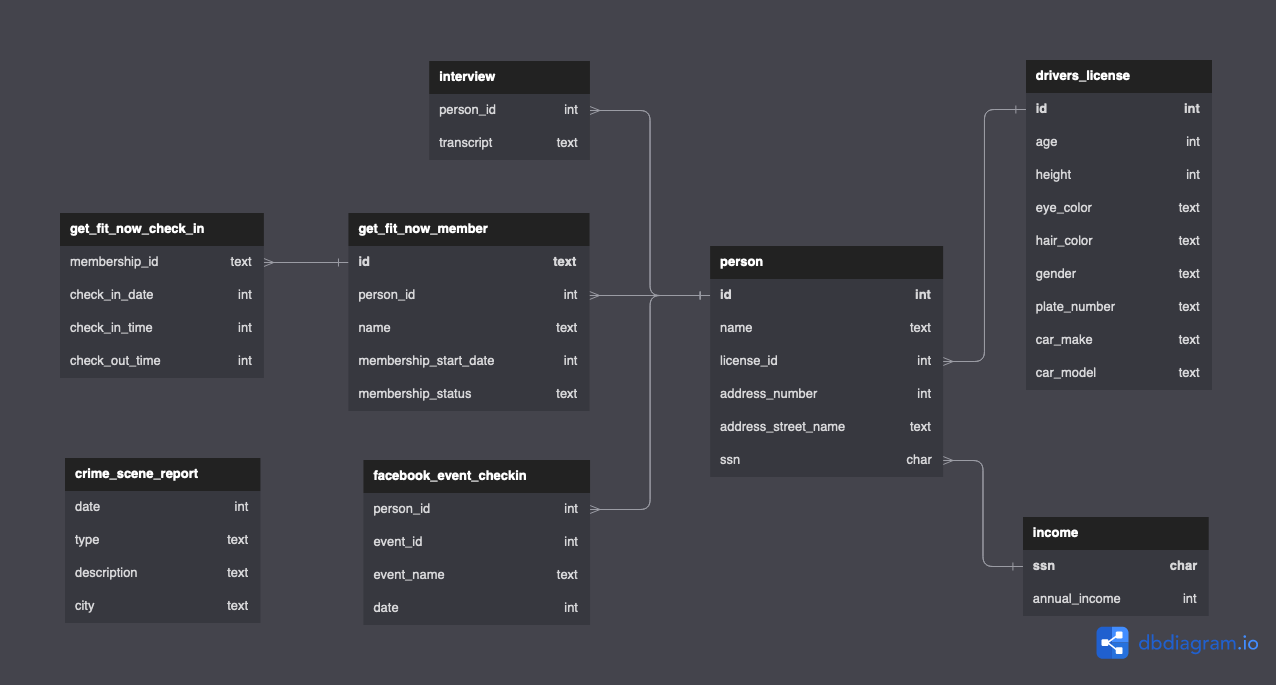 interview
person_id int
transcript text
drivers_license
id int
age int
height int
eye_color text
hair_color text
gender text
plate_number text
car_make text
car_model text
get_fit_now_check_in
membership_id text
check_in_date int
check_in_time int
check_out_time int
get_fit_now_member
id text
person_id int
name text
membership_start_date int
membership_status text
person
id int
name text
license_id int
address_number int
address_street_name text
ssn char
crime_scene_report
date int
type text
description text
city text
facebook_event_checkin
person_id int
event_id int
event_name text
date int
income
ssn char
annual_income int
dbdiagram.io